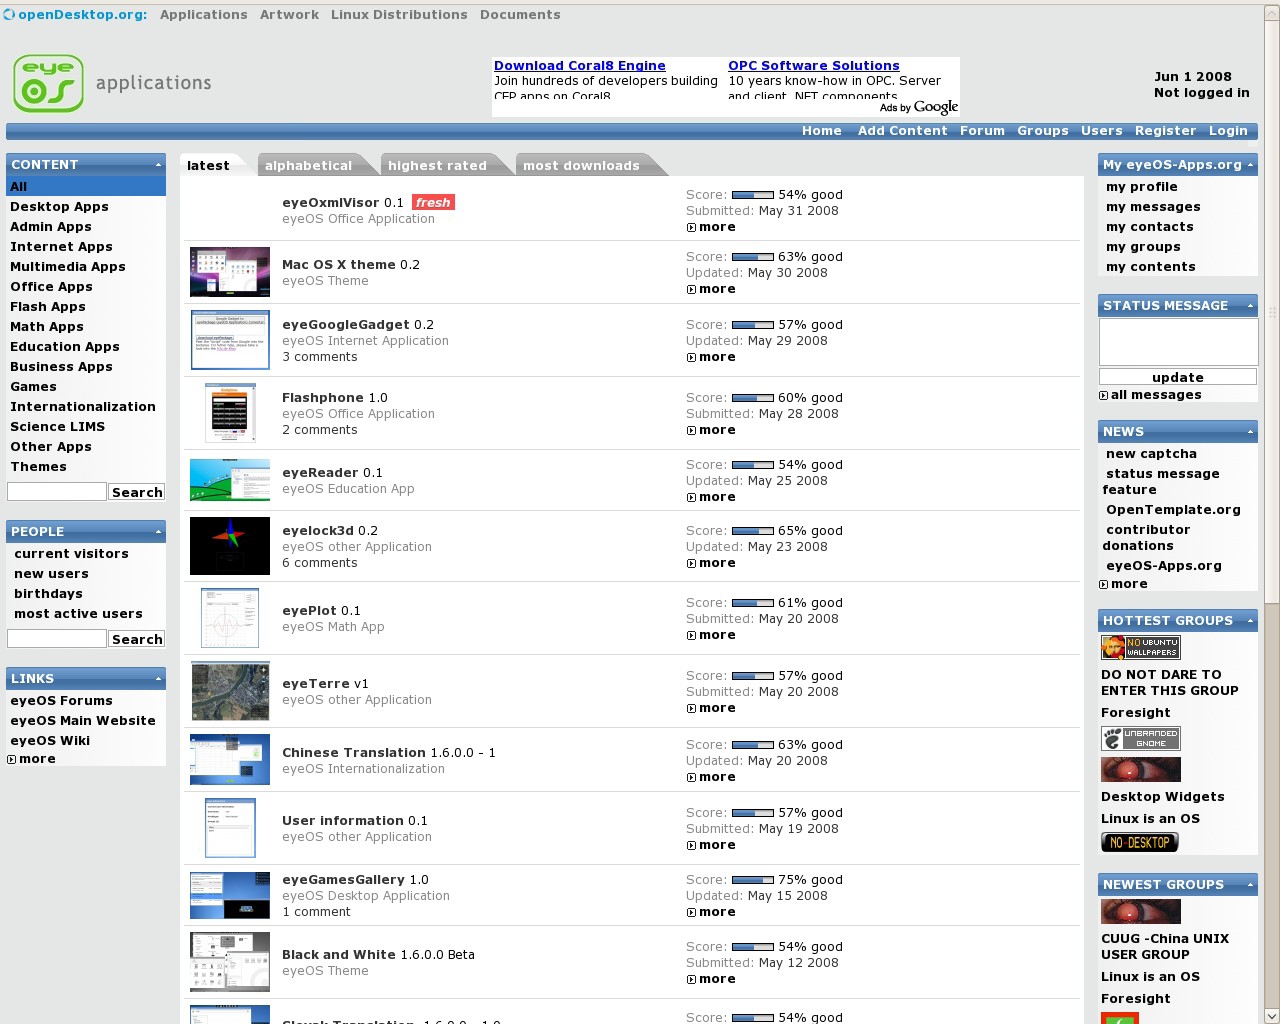 openDesktop.org: Applications Artwork Linux Distributions Documents
eye
OS
applications
Download Coral8 Engine
Join hundreds of developers building
CEP apps on Coral8
OPC Software Solutions
10 years know-how in OPC. Server
and client, .NET components
Ads by Google
Jun 1 2008
Not logged in
Home Add Content Forum Groups Users Register Login
CONTENT
All
Desktop Apps
Admin Apps
Internet Apps
Multimedia Apps
Office Apps
Flash Apps
Math Apps
Education Apps
Business Apps
Games
Internationalization
Science LIMS
Other Apps
Themes
Search
PEOPLE
current visitors
new users
birthdays
most active users
Search
LINKS
eyeOS Forums
eyeOS Main Website
eyeOS Wiki
more
latest alphabetical highest rated most downloads
eyeOxmlVisor 0.1 fresh
eyeOS Office Application
Score: 54% good
Submitted: May 31 2008
more
Mac OS X theme 0.2
eyeOS Theme
Score: 63% good
Updated: May 30 2008
more
eyeGoogleGadget 0.2
eyeOS Internet Application
3 comments
Score: 57% good
Updated: May 29 2008
more
Flashphone 1.0
eyeOS Office Application
2 comments
Score: 60% good
Submitted: May 28 2008
more
eyeReader 0.1
eyeOS Education App
Score: 54% good
Submitted: May 25 2008
more
eyelock3d 0.2
eyeOS other Application
6 comments
Score: 65% good
Updated: May 23 2008
more
eyePlot 0.1
eyeOS Math App
Score: 61% good
Submitted: May 20 2008
more
eyeTerre v1
eyeOS other Application
Score: 57% good
Submitted: May 20 2008
more
Chinese Translation 1.6.0.0 - 1
eyeOS Internationalization
Score: 63% good
Updated: May 20 2008
more
User information 0.1
eyeOS other Application
Score: 57% good
Submitted: May 19 2008
more
eyeGamesGallery 1.0
eyeOS Desktop Application
1 comment
Score: 75% good
Updated: May 15 2008
more
Black and White 1.6.0.0 Beta
eyeOS Theme
Score: 54% good
Submitted: May 12 2008
more
Slovak Translation 1.6.0.0 - 1.0
Score: 54% good
My eyeOS-Apps.org
my profile
my messages
my contacts
my groups
my contents
STATUS MESSAGE
update
all messages
NEWS
new captcha
status message
feature
OpenTemplate.org
contributor
donations
eyeOS-Apps.org
more
HOTTEST GROUPS
NO UBUNTU
WALLPAPERS
DO NOT DARE TO
ENTER THIS GROUP
Foresight
UNBRANDED
GNOME
Desktop Widgets
Linux is an OS
NO-DESKTOP
NEWEST GROUPS
CUUG -China UNIX
USER GROUP
Linux is an OS
Foresight